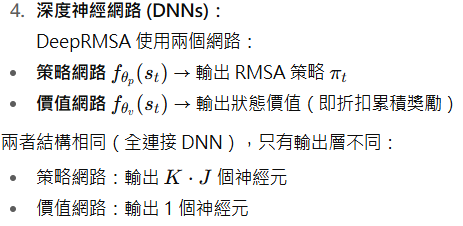 4. 深度神經網路 (DNNs)：
DeepRMSA 使用兩個網路：
• 策略網路 f_{θ_p}(s_t) → 輸出 RMSA 策略 π_t
• 價值網路 f_{θ_v}(s_t) → 輸出狀態價值（即折扣累積獎勵）
兩者結構相同（全連接 DNN），只有輸出層不同：
• 策略網路：輸出 K · J 個神經元
• 價值網路：輸出 1 個神經元